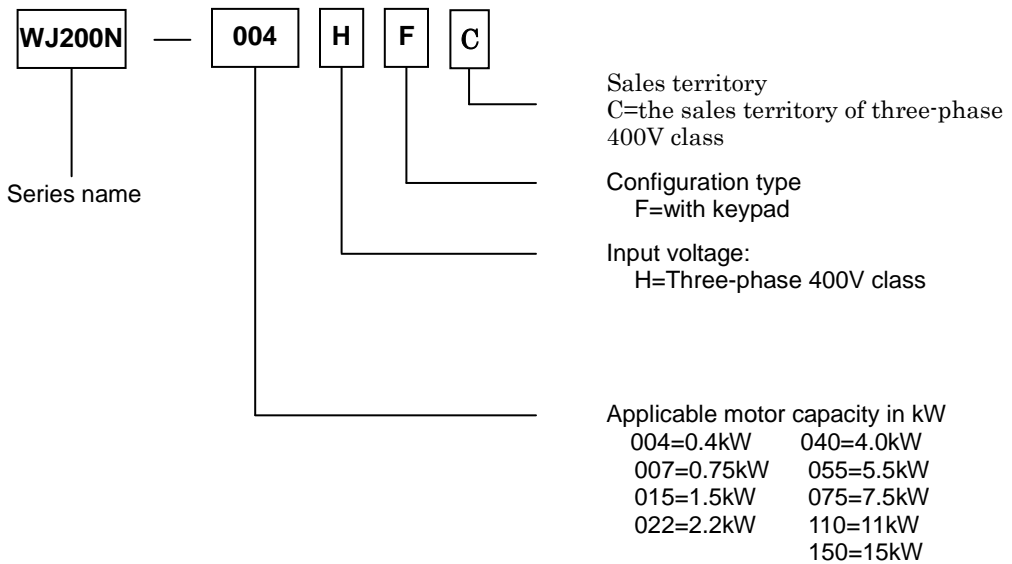 WJ200N — 004 H F C
Sales territory
C=the sales territory of three-phase
400V class
Series name
Configuration type
F=with keypad
Input voltage:
H=Three-phase 400V class
Applicable motor capacity in kW
004=0.4kW 040=4.0kW
007=0.75kW 055=5.5kW
015=1.5kW 075=7.5kW
022=2.2kW 110=11kW
150=15kW